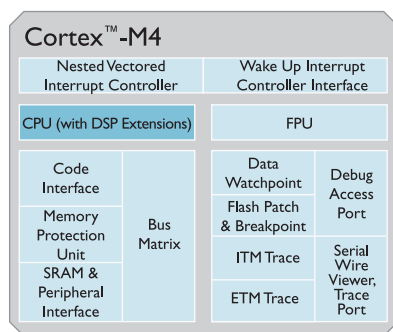 Cortex™-M4
Nested Vectored
Interrupt Controller
Wake Up Interrupt
Controller Interface
CPU (with DSP Extensions)
FPU
Code
Interface
Memory
Protection
Unit
SRAM &
Peripheral
Interface
Bus
Matrix
Data
Watchpoint
Flash Patch
& Breakpoint
ITM Trace
ETM Trace
Debug
Access
Port
Serial
Wire
Viewer,
Trace
Port